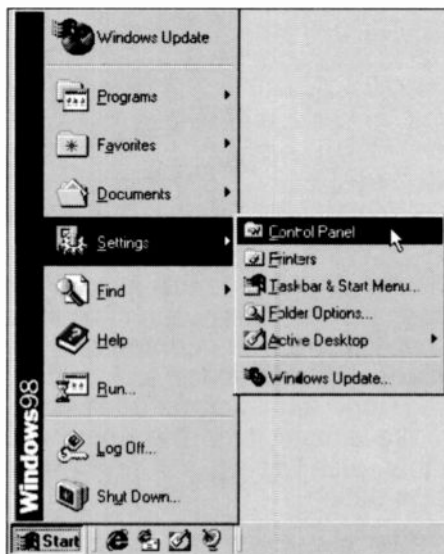 Windows Update
Programs
Favorites
Documents
Settings
Find
Help
Run...
Log Off...
Shut Down...
Windows98
Control Panel
Printers
Taskbar & Start Menu...
Folder Options...
Active Desktop
Windows Update...
Start